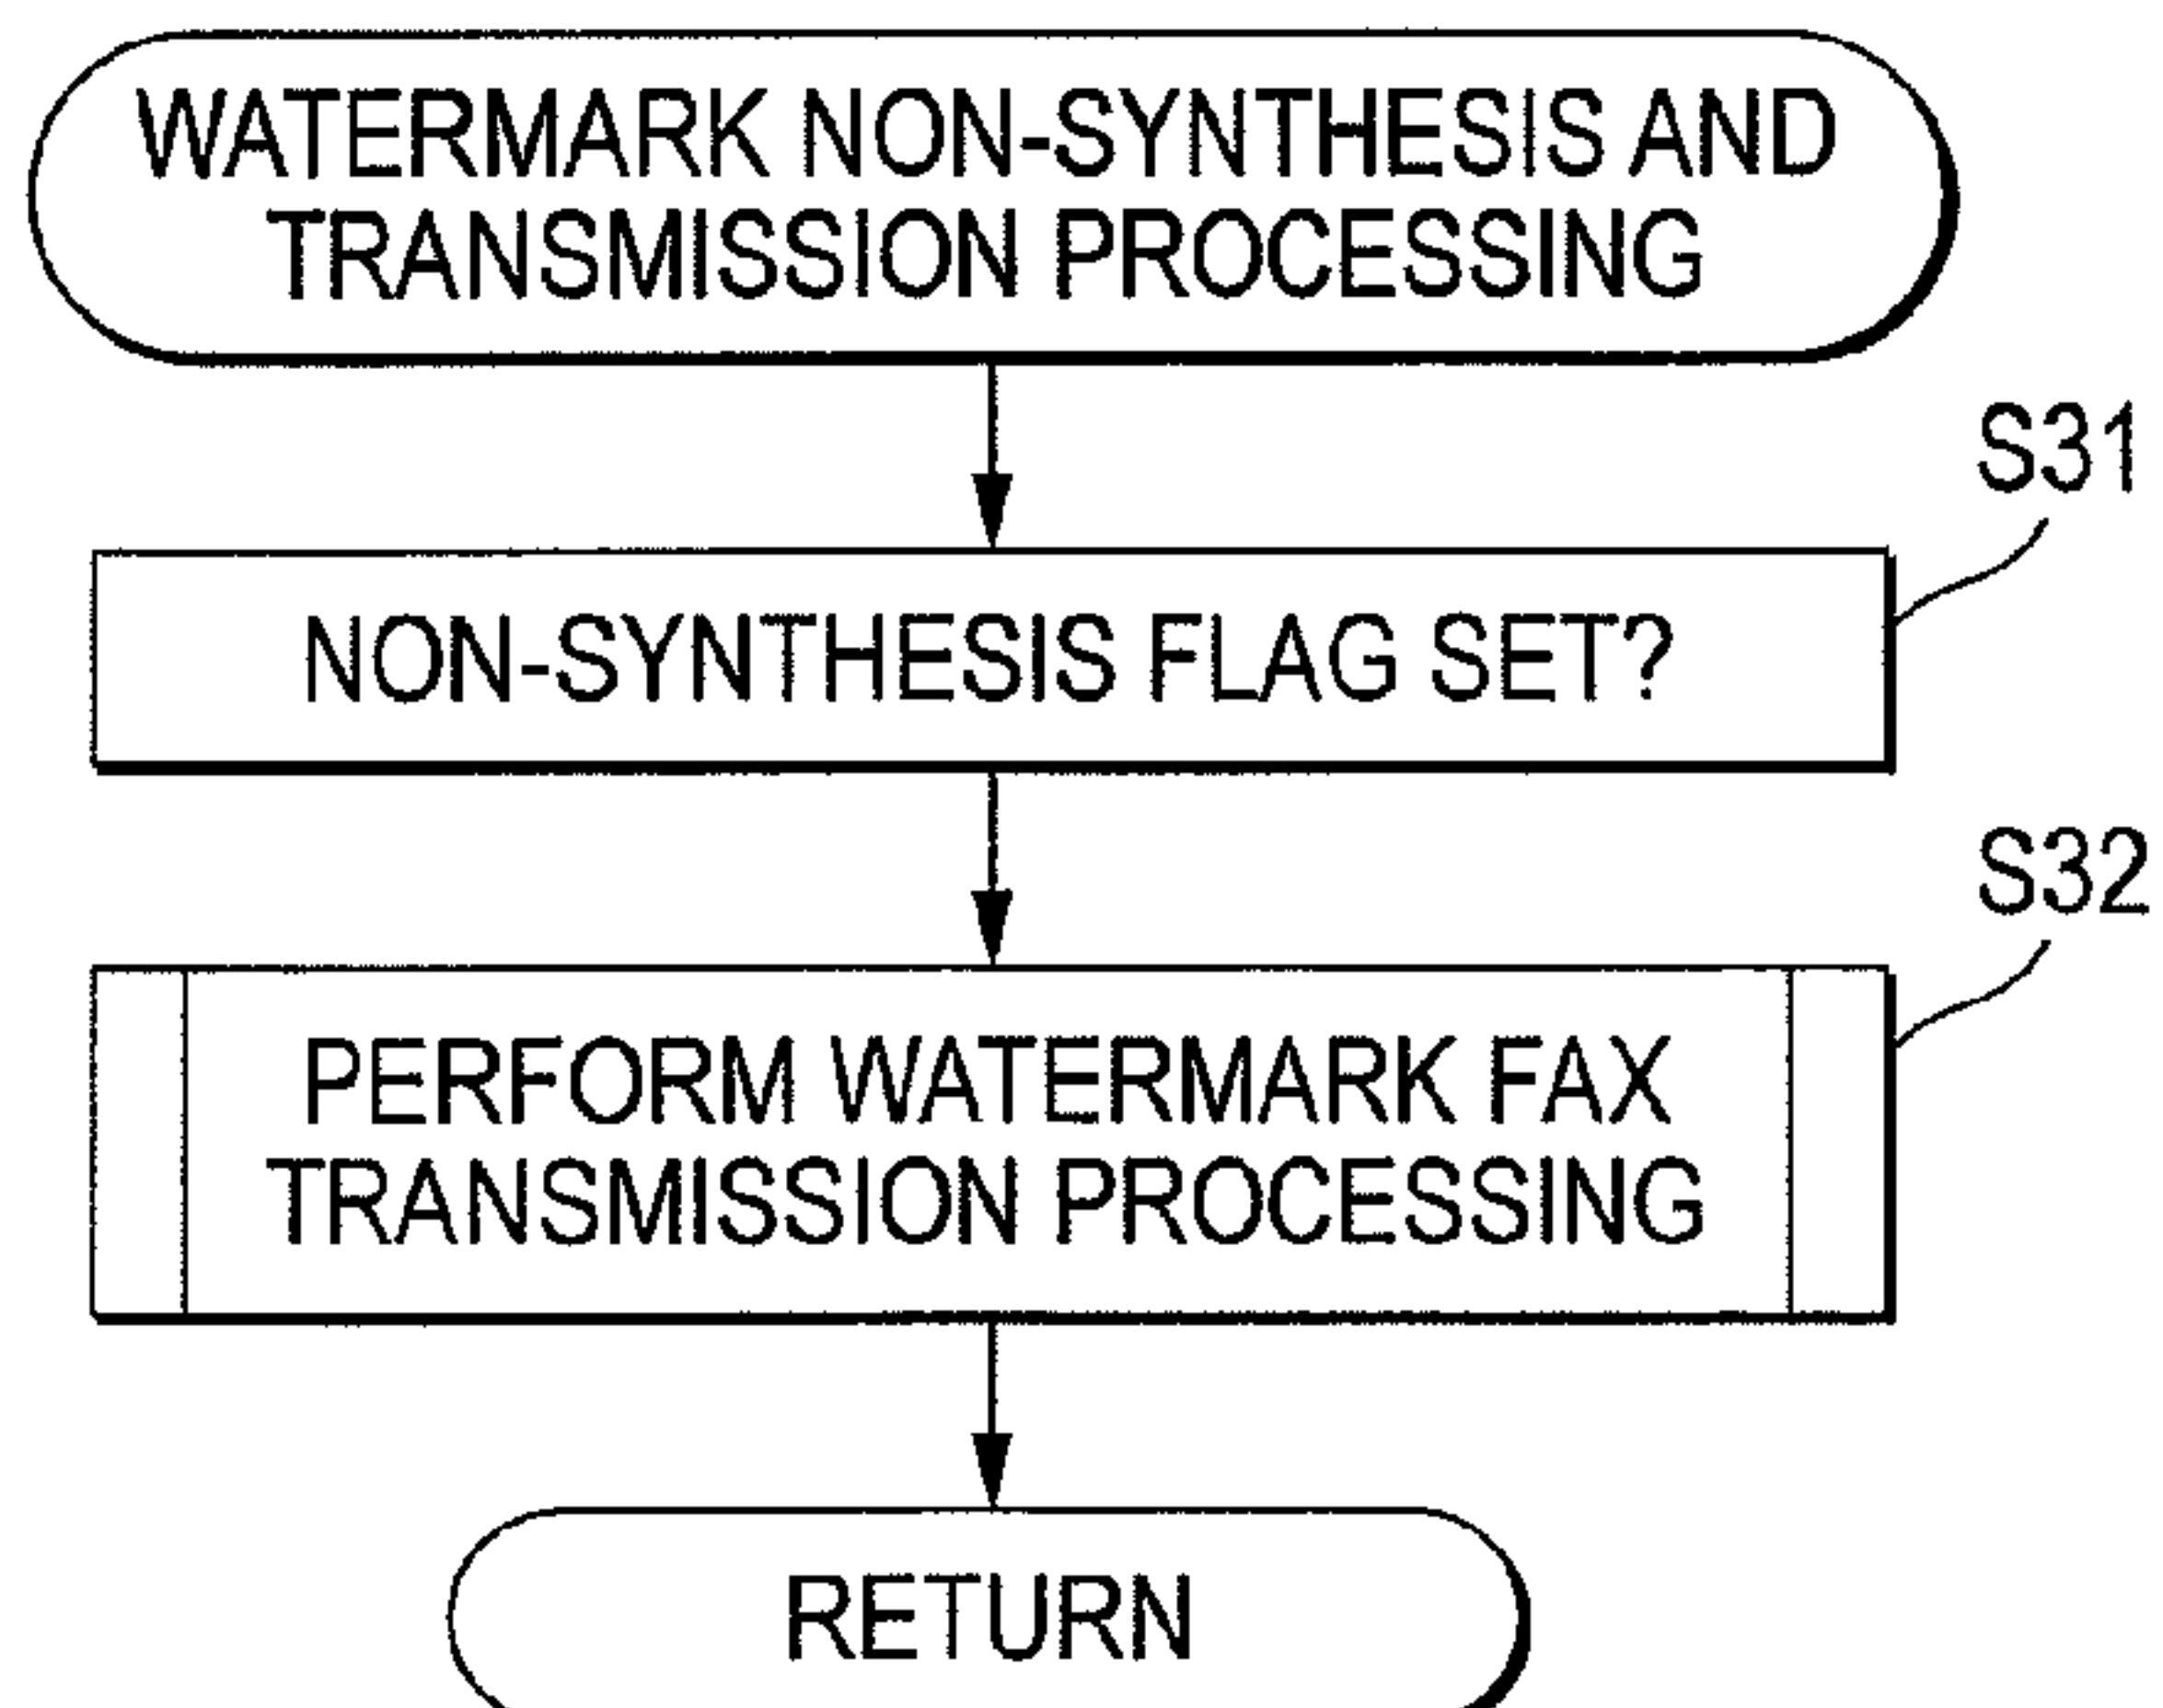 WATERMARK NON-SYNTHESIS AND
TRANSMISSION PROCESSING
S31
NON-SYNTHESIS FLAG SET?
S32
PERFORM WATERMARK FAX
TRANSMISSION PROCESSING
RETURN